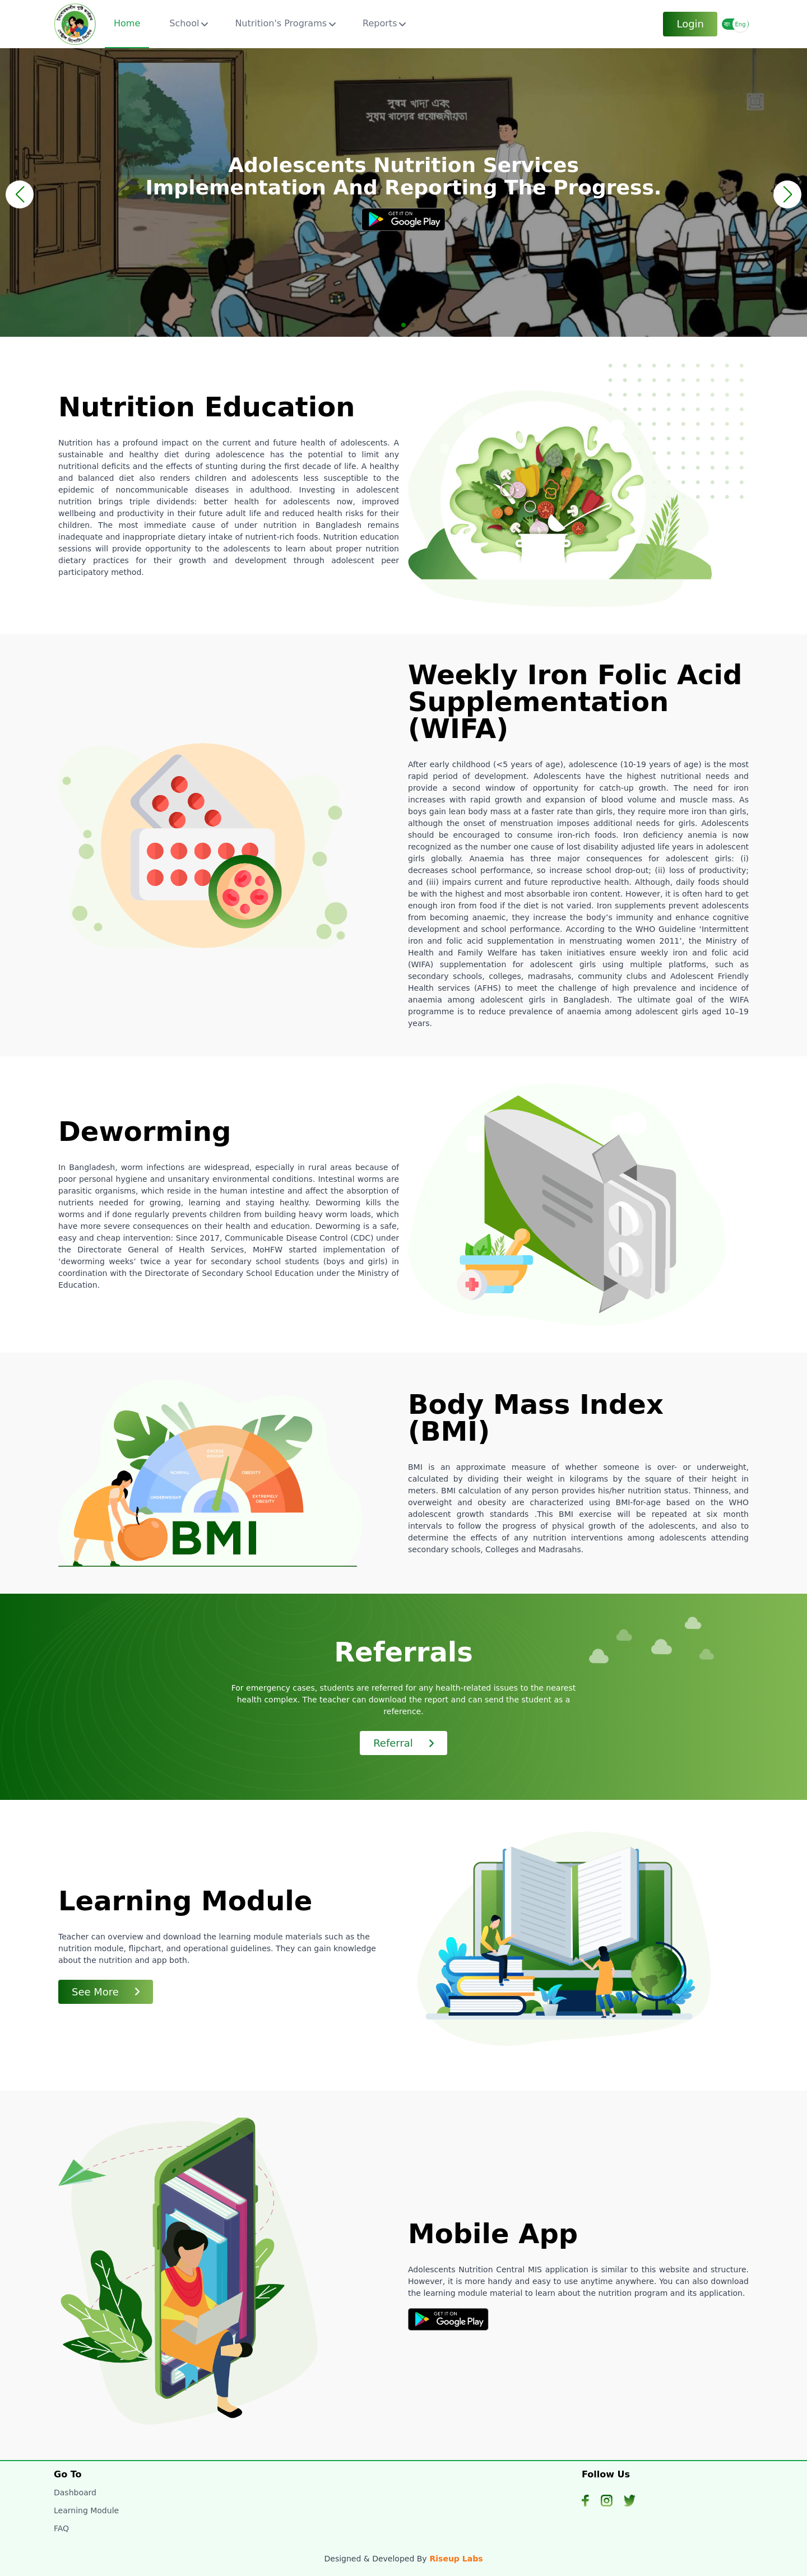 Home
School
Nutrition's Programs
Reports
Login
Eng
সুষম খাদ্য এবং
সুষম খাদ্যের প্রয়োজনীয়তা
Adolescents Nutrition Services
Implementation And Reporting The Progress.
GET IT ON
Google Play
Nutrition Education
Nutrition has a profound impact on the current and future health of adolescents. A
sustainable and healthy diet during adolescence has the potential to limit any
nutritional deficits and the effects of stunting during the first decade of life. A healthy
and balanced diet also renders children and adolescents less susceptible to the
epidemic of noncommunicable diseases in adulthood. Investing in adolescent
nutrition brings triple dividends: better health for adolescents now, improved
wellbeing and productivity in their future adult life and reduced health risks for their
children. The most immediate cause of under nutrition in Bangladesh remains
inadequate and inappropriate dietary intake of nutrient-rich foods. Nutrition education
sessions will provide opportunity to the adolescents to learn about proper nutrition
dietary practices for their growth and development through adolescent peer
participatory method.
Weekly Iron Folic Acid
Supplementation
(WIFA)
After early childhood (<5 years of age), adolescence (10-19 years of age) is the most
rapid period of development. Adolescents have the highest nutritional needs and
provide a second window of opportunity for catch-up growth. The need for iron
increases with rapid growth and expansion of blood volume and muscle mass. As
boys gain lean body mass at a faster rate than girls, they require more iron than girls,
although the onset of menstruation imposes additional needs for girls. Adolescents
should be encouraged to consume iron-rich foods. Iron deficiency anemia is now
recognized as the number one cause of lost disability adjusted life years in adolescent
girls globally. Anaemia has three major consequences for adolescent girls: (i)
decreases school performance, so increase school drop-out; (ii) loss of productivity;
and (iii) impairs current and future reproductive health. Although, daily foods should
be with the highest and most absorbable iron content. However, it is often hard to get
enough iron from food if the diet is not varied. Iron supplements prevent adolescents
from becoming anaemic, they increase the body’s immunity and enhance cognitive
development and school performance. According to the WHO Guideline ‘Intermittent
iron and folic acid supplementation in menstruating women 2011’, the Ministry of
Health and Family Welfare has taken initiatives ensure weekly iron and folic acid
(WIFA) supplementation for adolescent girls using multiple platforms, such as
secondary schools, colleges, madrasahs, community clubs and Adolescent Friendly
Health services (AFHS) to meet the challenge of high prevalence and incidence of
anaemia among adolescent girls in Bangladesh. The ultimate goal of the WIFA
programme is to reduce prevalence of anaemia among adolescent girls aged 10–19
years.
Deworming
In Bangladesh, worm infections are widespread, especially in rural areas because of
poor personal hygiene and unsanitary environmental conditions. Intestinal worms are
parasitic organisms, which reside in the human intestine and affect the absorption of
nutrients needed for growing, learning and staying healthy. Deworming kills the
worms and if done regularly prevents children from building heavy worm loads, which
have more severe consequences on their health and education. Deworming is a safe,
easy and cheap intervention: Since 2017, Communicable Disease Control (CDC) under
the Directorate General of Health Services, MoHFW started implementation of
‘deworming weeks’ twice a year for secondary school students (boys and girls) in
coordination with the Directorate of Secondary School Education under the Ministry of
Education.
UNDERWEIGHT
NORMAL
OBESITY
EXTREMELY
OBESITY
BMI
Body Mass Index
(BMI)
BMI is an approximate measure of whether someone is over- or underweight,
calculated by dividing their weight in kilograms by the square of their height in
meters. BMI calculation of any person provides his/her nutrition status. Thinness, and
overweight and obesity are characterized using BMI-for-age based on the WHO
adolescent growth standards .This BMI exercise will be repeated at six month
intervals to follow the progress of physical growth of the adolescents, and also to
determine the effects of any nutrition interventions among adolescents attending
secondary schools, Colleges and Madrasahs.
Referrals
For emergency cases, students are referred for any health-related issues to the nearest
health complex. The teacher can download the report and can send the student as a
reference.
Referral
Learning Module
Teacher can overview and download the learning module materials such as the
nutrition module, flipchart, and operational guidelines. They can gain knowledge
about the nutrition and app both.
See More
Mobile App
Adolescents Nutrition Central MIS application is similar to this website and structure.
However, it is more handy and easy to use anytime anywhere. You can also download
the learning module material to learn about the nutrition program and its application.
GET IT ON
Google Play
Go To
Dashboard
Learning Module
FAQ
Follow Us
Designed & Developed By Riseup Labs